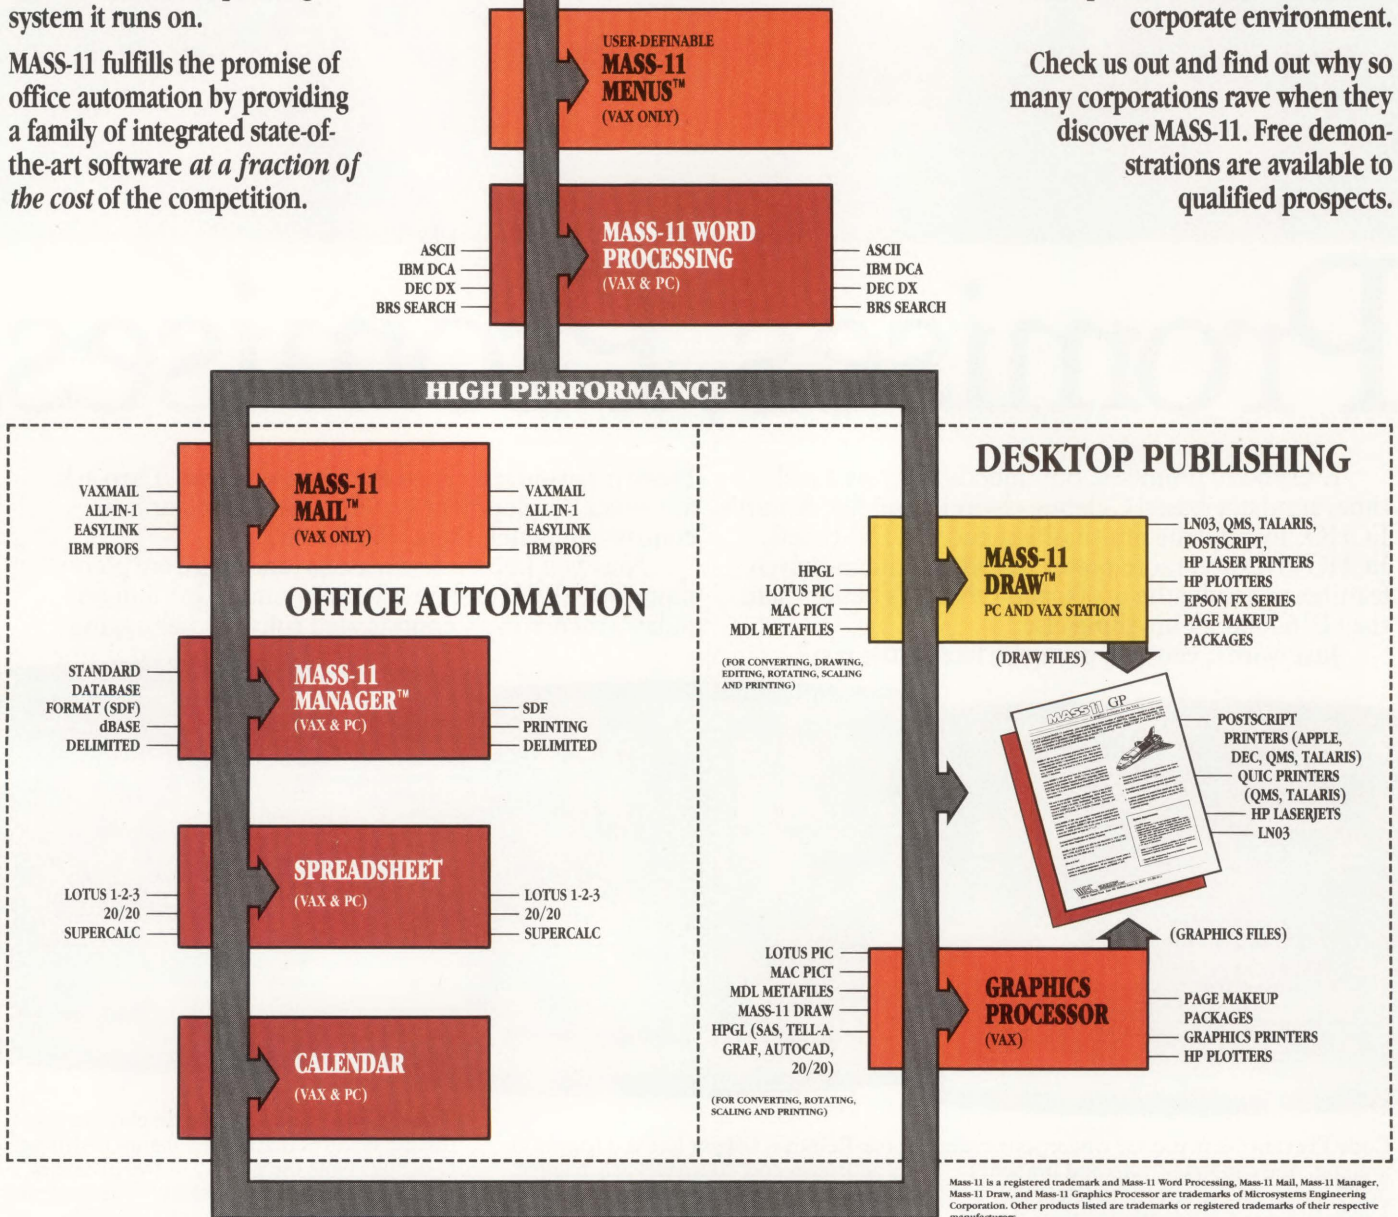 system it runs on.
MASS-11 fulfills the promise of
office automation by providing
a family of integrated state-of-
the-art software at a fraction of
the cost of the competition.
corporate environment.
Check us out and find out why so
many corporations rave when they
discover MASS-11. Free demon-
strations are available to
qualified prospects.
USER-DEFINABLE
MASS-11
MENUS™
(VAX ONLY)
ASCII
IBM DCA
DEC DX
BRS SEARCH
MASS-11 WORD
PROCESSING
(VAX & PC)
ASCII
IBM DCA
DEC DX
BRS SEARCH
HIGH PERFORMANCE
VAXMAIL
ALL-IN-1
EASYLINK
IBM PROFS
MASS-11
MAIL™
(VAX ONLY)
VAXMAIL
ALL-IN-1
EASYLINK
IBM PROFS
OFFICE AUTOMATION
STANDARD
DATABASE
FORMAT (SDF)
dBASE
DELIMITED
MASS-11
MANAGER™
(VAX & PC)
SDF
PRINTING
DELIMITED
LOTUS 1-2-3
20/20
SUPERCALC
SPREADSHEET
(VAX & PC)
LOTUS 1-2-3
20/20
SUPERCALC
CALENDAR
(VAX & PC)
DESKTOP PUBLISHING
HPGL
LOTUS PIC
MAC PICT
MDL METAFILES
(FOR CONVERTING, DRAWING,
EDITING, ROTATING, SCALING
AND PRINTING)
MASS-11
DRAW™
PC AND VAX STATION
LN03, QMS, TALARIS,
POSTSCRIPT,
HP LASER PRINTERS
HP PLOTTERS
EPSON FX SERIES
PAGE MAKEUP
PACKAGES
(DRAW FILES)
MASS11 GP
POSTSCRIPT
PRINTERS (APPLE,
DEC, QMS, TALARIS)
QUIC PRINTERS
(QMS, TALARIS)
HP LASERJETS
LN03
(GRAPHICS FILES)
LOTUS PIC
MAC PICT
MDL METAFILES
MASS-11 DRAW
HPGL (SAS, TELL-A-
GRAF, AUTOCAD,
20/20)
(FOR CONVERTING, ROTATING,
SCALING AND PRINTING)
GRAPHICS
PROCESSOR
(VAX)
PAGE MAKEUP
PACKAGES
GRAPHICS PRINTERS
HP PLOTTERS
Mass-11 is a registered trademark and Mass-11 Word Processing, Mass-11 Mail, Mass-11 Manager,
Mass-11 Draw, and Mass-11 Graphics Processor are trademarks of Microsystems Engineering
Corporation. Other products listed are trademarks or registered trademarks of their respective
manufacturers.